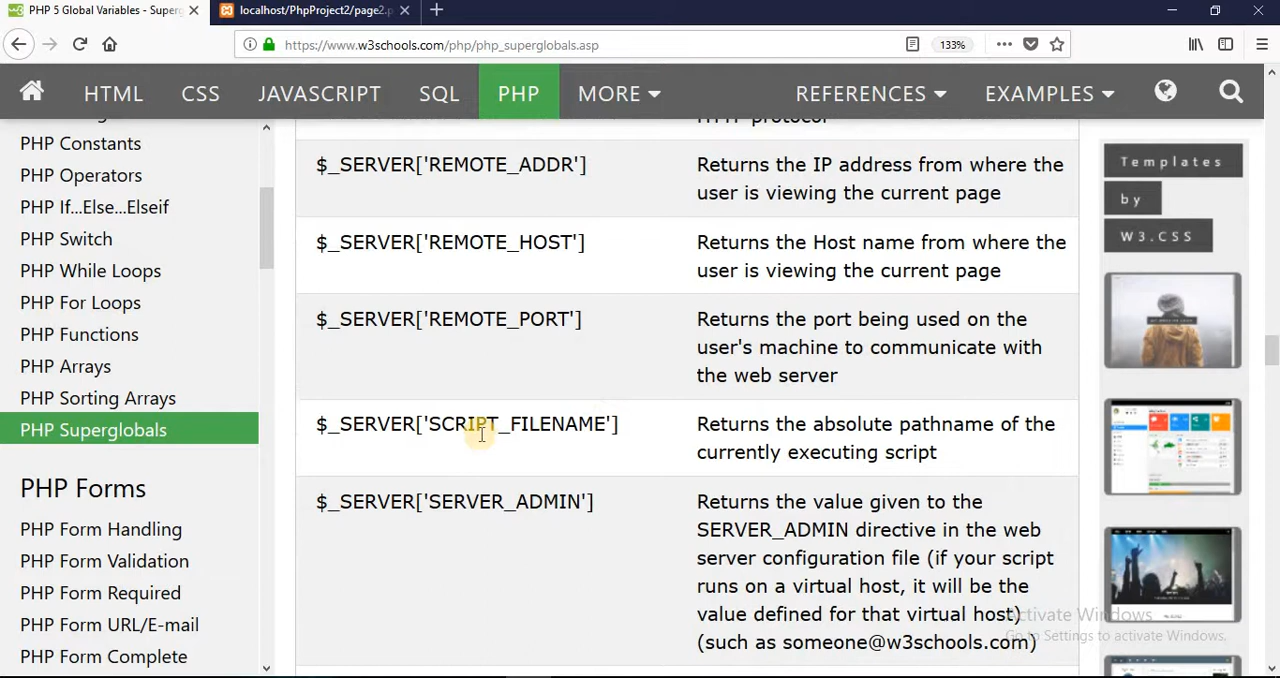 PHP 5 Global Variables - Superg
localhost/PhpProject2/page2.p
https://www.w3schools.com/php/php_superglobals.asp
133%
HTML
CSS
JAVASCRIPT
SQL
PHP
MORE
REFERENCES
EXAMPLES
PHP Constants
PHP Operators
PHP If...Else...Elseif
PHP Switch
PHP While Loops
PHP For Loops
PHP Functions
PHP Arrays
PHP Sorting Arrays
PHP Superglobals
PHP Forms
PHP Form Handling
PHP Form Validation
PHP Form Required
PHP Form URL/E-mail
PHP Form Complete
HTTP protocol
$_SERVER['REMOTE_ADDR']
Returns the IP address from where the
user is viewing the current page
$_SERVER['REMOTE_HOST']
Returns the Host name from where the
user is viewing the current page
$_SERVER['REMOTE_PORT']
Returns the port being used on the
user's machine to communicate with
the web server
$_SERVER['SCRIPT_FILENAME']
Returns the absolute pathname of the
currently executing script
$_SERVER['SERVER_ADMIN']
Returns the value given to the
SERVER_ADMIN directive in the web
server configuration file (if your script
runs on a virtual host, it will be the
value defined for that virtual host)
(such as someone@w3schools.com)
Templates
by
W3.CSS
Activate Windows
Go to Settings to activate Windows.